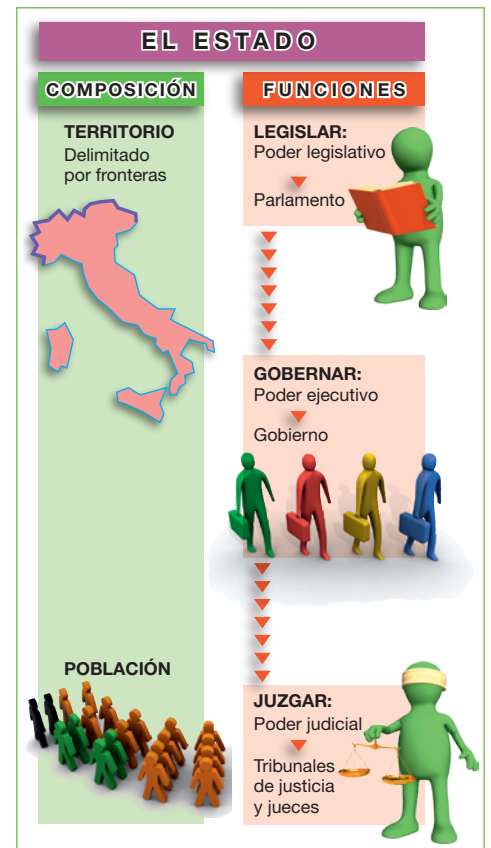 EL ESTADO
COMPOSICIÓN
TERRITORIO
Delimitado
por fronteras
POBLACIÓN
FUNCIONES
LEGISLAR:
Poder legislativo
Parlamento
GOBERNAR:
Poder ejecutivo
Gobierno
JUZGAR:
Poder judicial
Tribunales
de justicia
y jueces